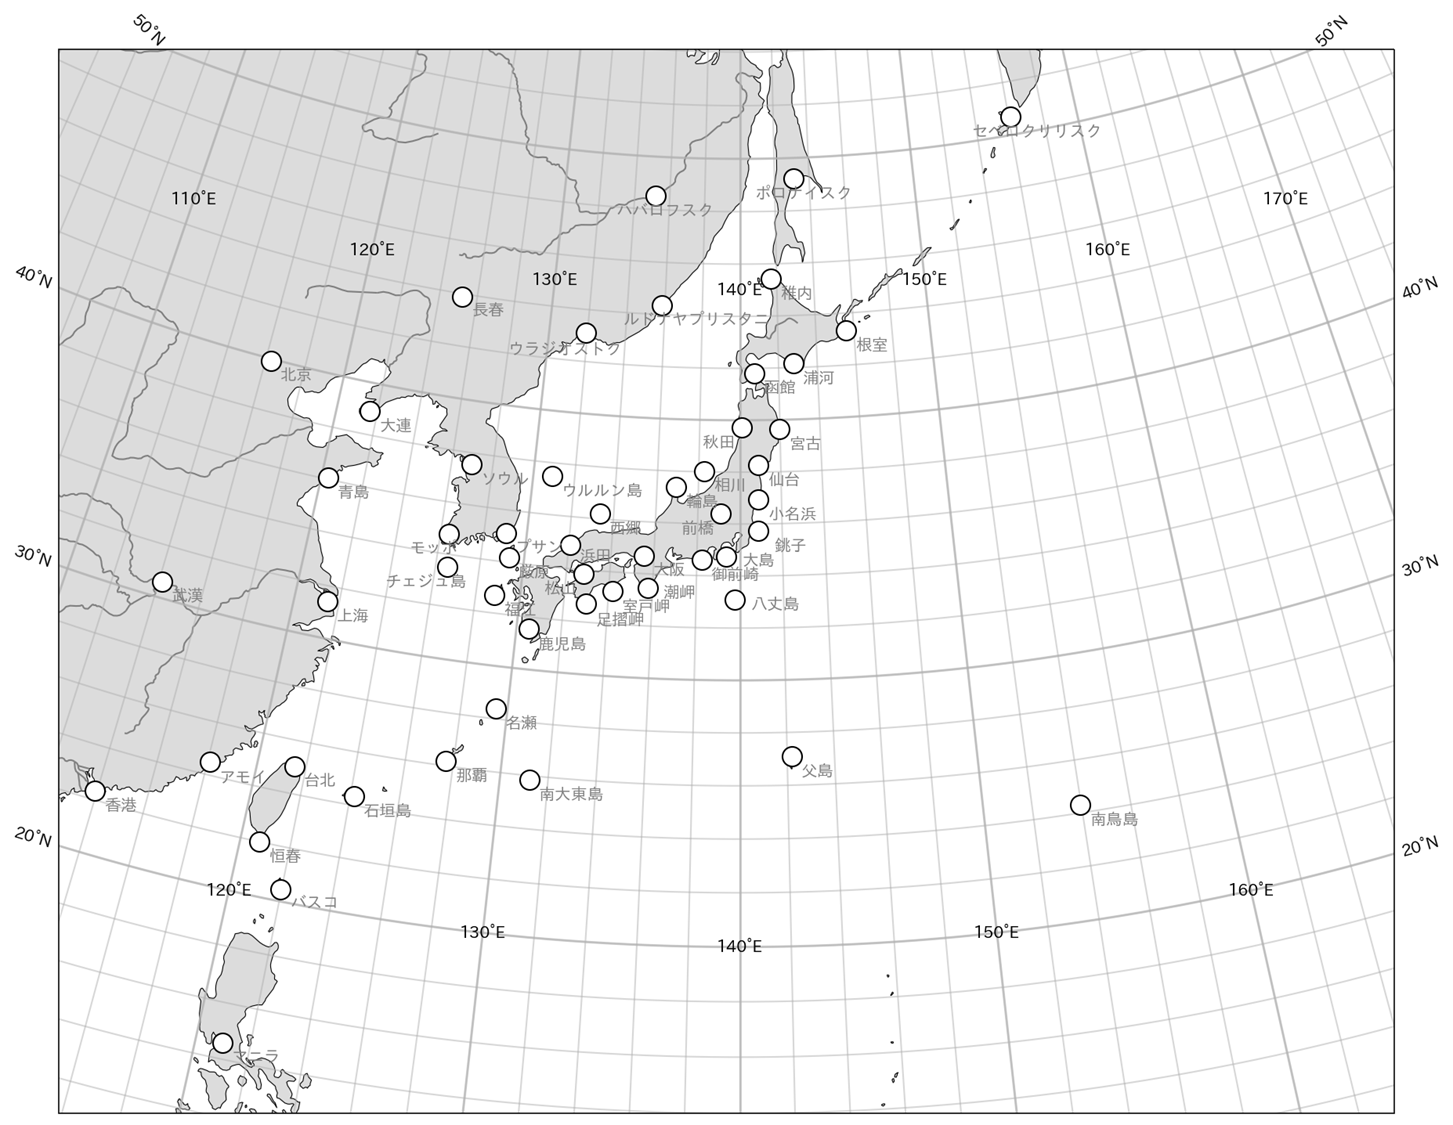 50°N
50°N
セベロクリリスク
110°E
ポロナイスク
170°E
ハバロフスク
120°E
160°E
130°E
150°E
140°E
40°N
40°N
稚内
長春
ルドナヤプリスタニ
ウラジオストク
根室
北京
浦河
函館
大連
秋田
宮古
ソウル
仙台
相川
ウルルン島
青島
輪島
小名浜
西郷
前橋
モッポ
プサン
銚子
浜田
30°N
30°N
大島
大阪
厳原
御前崎
チェジュ島
松山
潮岬
武漢
八丈島
室戸岬
福江
上海
足摺岬
鹿児島
名瀬
父島
アモイ
那覇
台北
南大東島
香港
石垣島
南鳥島
20°N
20°N
恒春
120°E
160°E
バスコ
130°E
150°E
140°E
マニラ